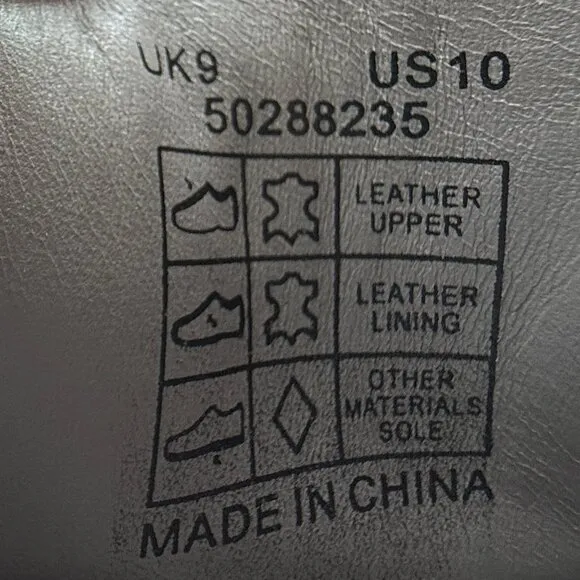 UK9 US10
50288235
LEATHER
UPPER
LEATHER
LINING
OTHER
MATERIALS
SOLE
MADE IN CHINA